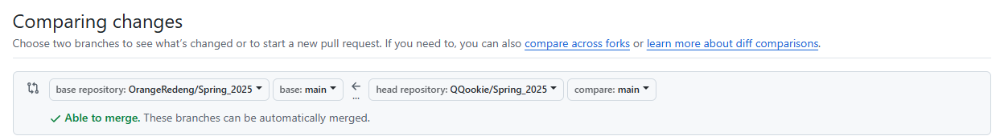 Comparing changes
Choose two branches to see what's changed or to start a new pull request. If you need to, you can also compare across forks or learn more about diff comparisons.
base repository: OrangeRedeng/Spring_2025 base: main ... head repository: QQookie/Spring_2025 compare: main
Able to merge. These branches can be automatically merged.